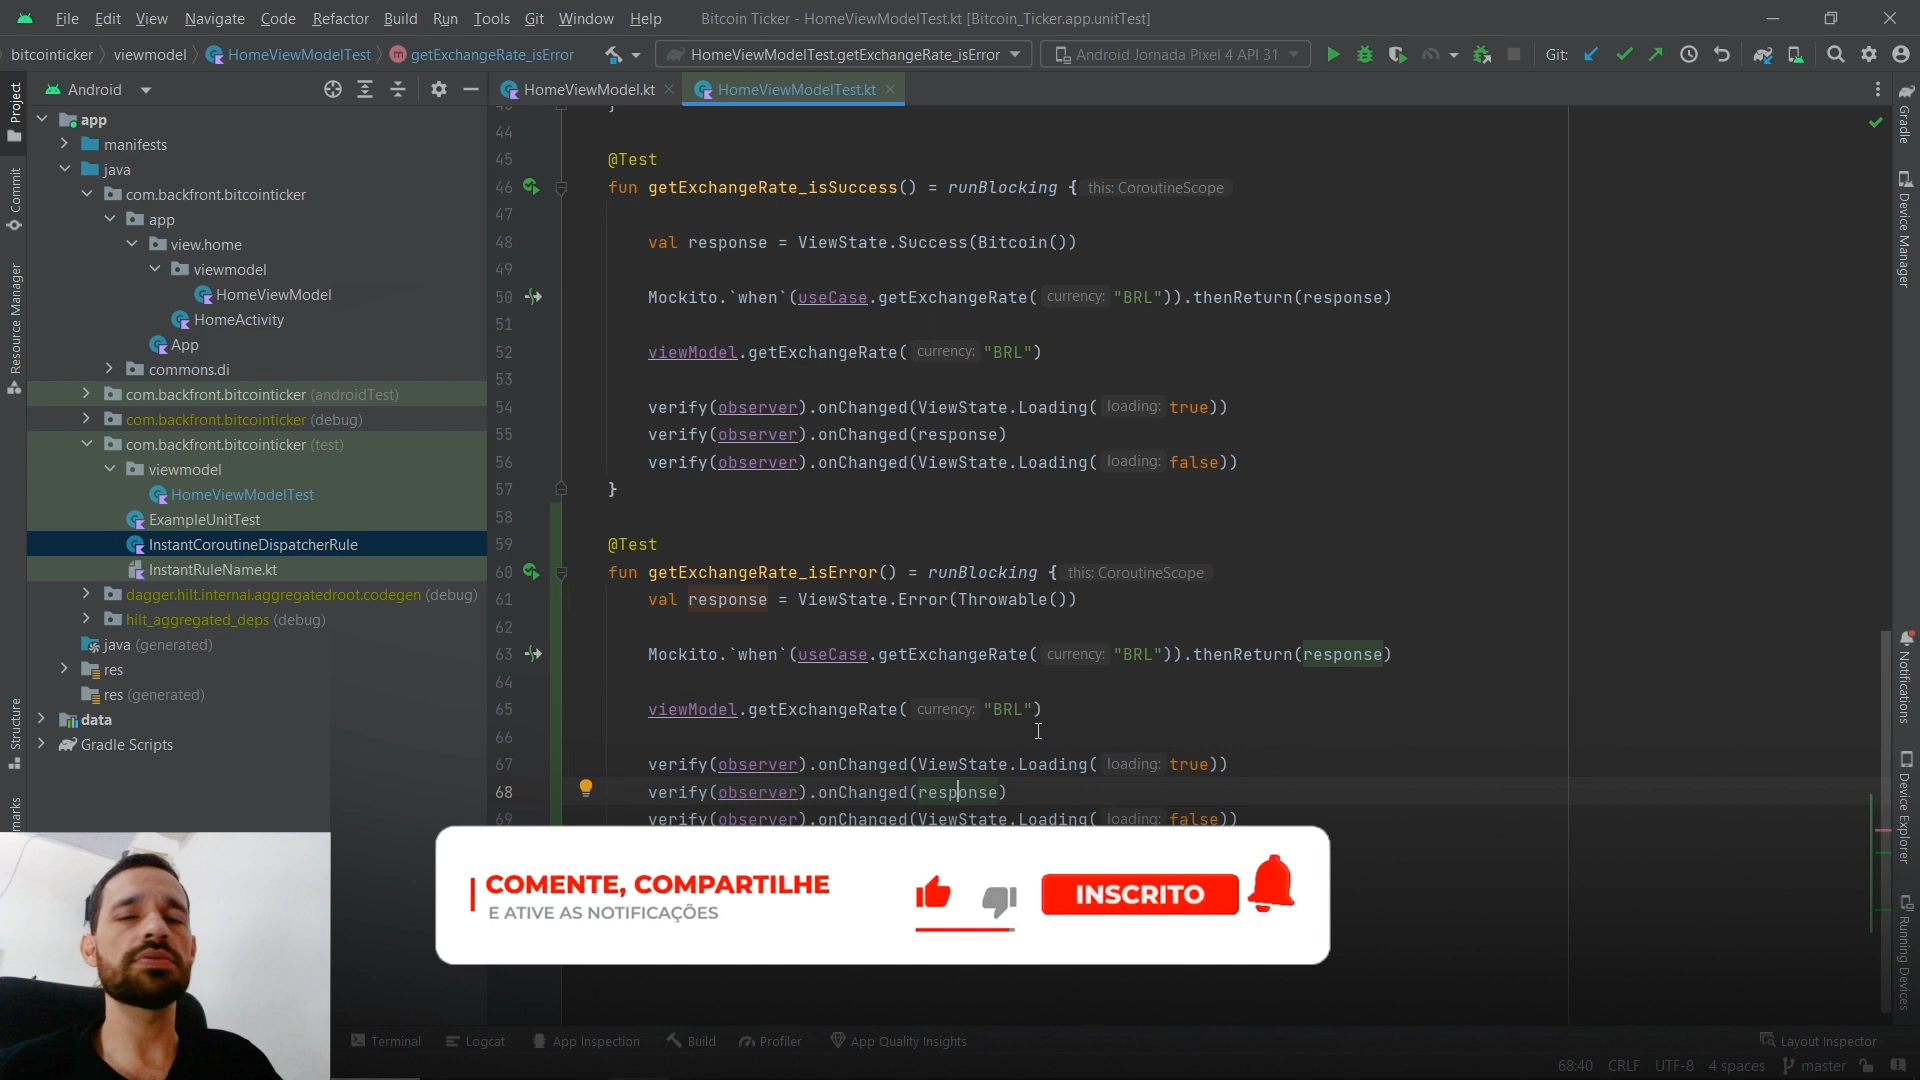 File Edit View Navigate Code Refactor Build Run Tools Git Window Help Bitcoin Ticker - HomeViewModelTest.kt [Bitcoin_Ticker.app.unitTest]
bitcointicker viewmodel HomeViewModelTest getExchangeRate_isError HomeViewModelTest.getExchangeRate_isError Android Jornada Pixel 4 API 31 Git:
Project
Commit
Resource Manager
Structure
marks
Android
app
manifests
java
com.backfront.bitcointicker
app
view.home
viewmodel
HomeViewModel
HomeActivity
App
commons.di
com.backfront.bitcointicker (androidTest)
com.backfront.bitcointicker (debug)
com.backfront.bitcointicker (test)
viewmodel
HomeViewModelTest
ExampleUnitTest
InstantCoroutineDispatcherRule
InstantRuleName.kt
dagger.hilt.internal.aggregatedroot.codegen (debug)
hilt_aggregated_deps (debug)
java (generated)
res
res (generated)
data
Gradle Scripts
HomeViewModel.kt HomeViewModelTest.kt
44
45 @Test
46 fun getExchangeRate_isSuccess() = runBlocking { this: CoroutineScope
47
48 val response = ViewState.Success(Bitcoin())
49
50 Mockito.`when`(useCase.getExchangeRate( currency: "BRL")).thenReturn(response)
51
52 viewModel.getExchangeRate( currency: "BRL")
53
54 verify(observer).onChanged(ViewState.Loading( loading: true))
55 verify(observer).onChanged(response)
56 verify(observer).onChanged(ViewState.Loading( loading: false))
57 }
58
59 @Test
60 fun getExchangeRate_isError() = runBlocking { this: CoroutineScope
61 val response = ViewState.Error(Throwable())
62
63 Mockito.`when`(useCase.getExchangeRate( currency: "BRL")).thenReturn(response)
64
65 viewModel.getExchangeRate( currency: "BRL")
66
67 verify(observer).onChanged(ViewState.Loading( loading: true))
68 verify(observer).onChanged(response)
69 verify(observer).onChanged(ViewState.Loading( loading: false))
COMENTE, COMPARTILHE
E ATIVE AS NOTIFICAÇÕES
INSCRITO
Gradle
Device Manager
Notifications
Device Explorer
Running Devices
Terminal Logcat App Inspection Build Profiler App Quality Insights Layout Inspector
68:40 CRLF UTF-8 4 spaces master